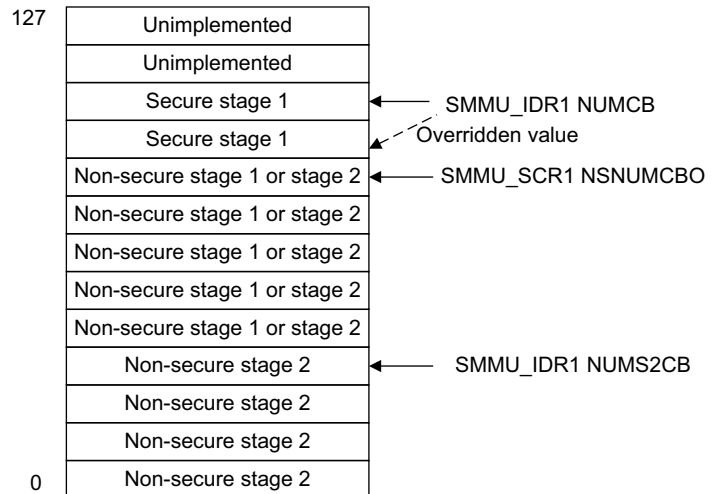 127
Unimplemented
Unimplemented
Secure stage 1
SMMU_IDR1 NUMCB
Secure stage 1
Overridden value
Non-secure stage 1 or stage 2
SMMU_SCR1 NSNUMCBO
Non-secure stage 1 or stage 2
Non-secure stage 1 or stage 2
Non-secure stage 1 or stage 2
Non-secure stage 1 or stage 2
Non-secure stage 2
SMMU_IDR1 NUMS2CB
Non-secure stage 2
Non-secure stage 2
0
Non-secure stage 2